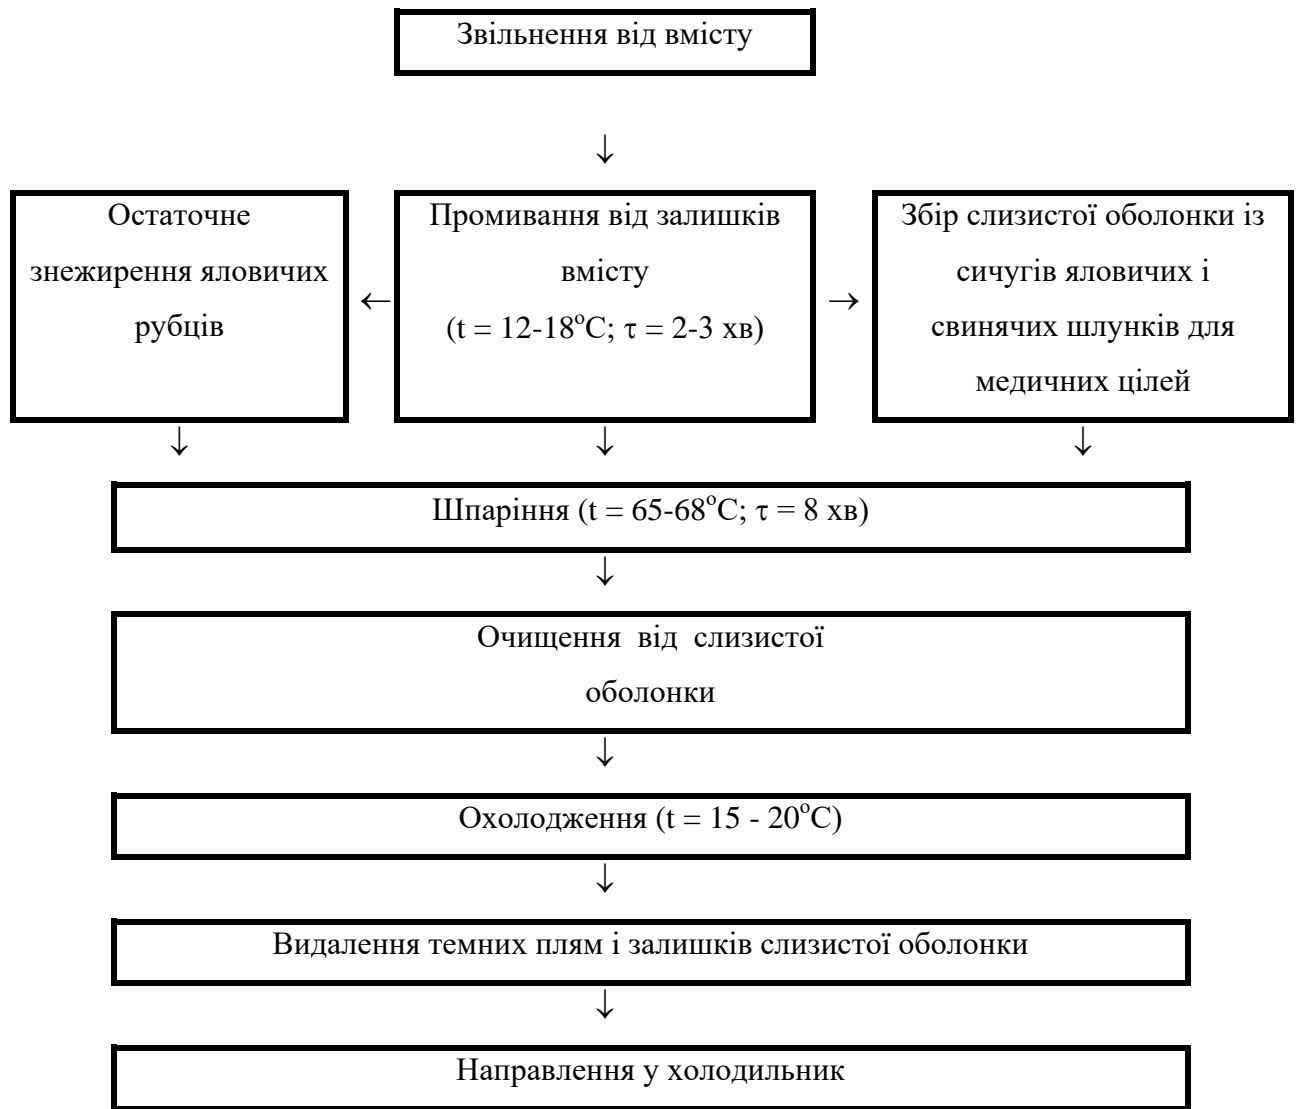 Звільнення від вмісту
↓
Остаточне
знежирення яловичих
рубців
←
Промивання від залишків
вмісту
(t = 12-18°C; τ = 2-3 хв)
→
Збір слизистої оболонки із
сичугів яловичих і
свинячих шлунків для
медичних цілей
↓ ↓ ↓
Шпаріння (t = 65-68°C; τ = 8 хв)
↓
Очищення від слизистої
оболонки
↓
Охолодження (t = 15 - 20°C)
↓
Видалення темних плям і залишків слизистої оболонки
↓
Направлення у холодильник